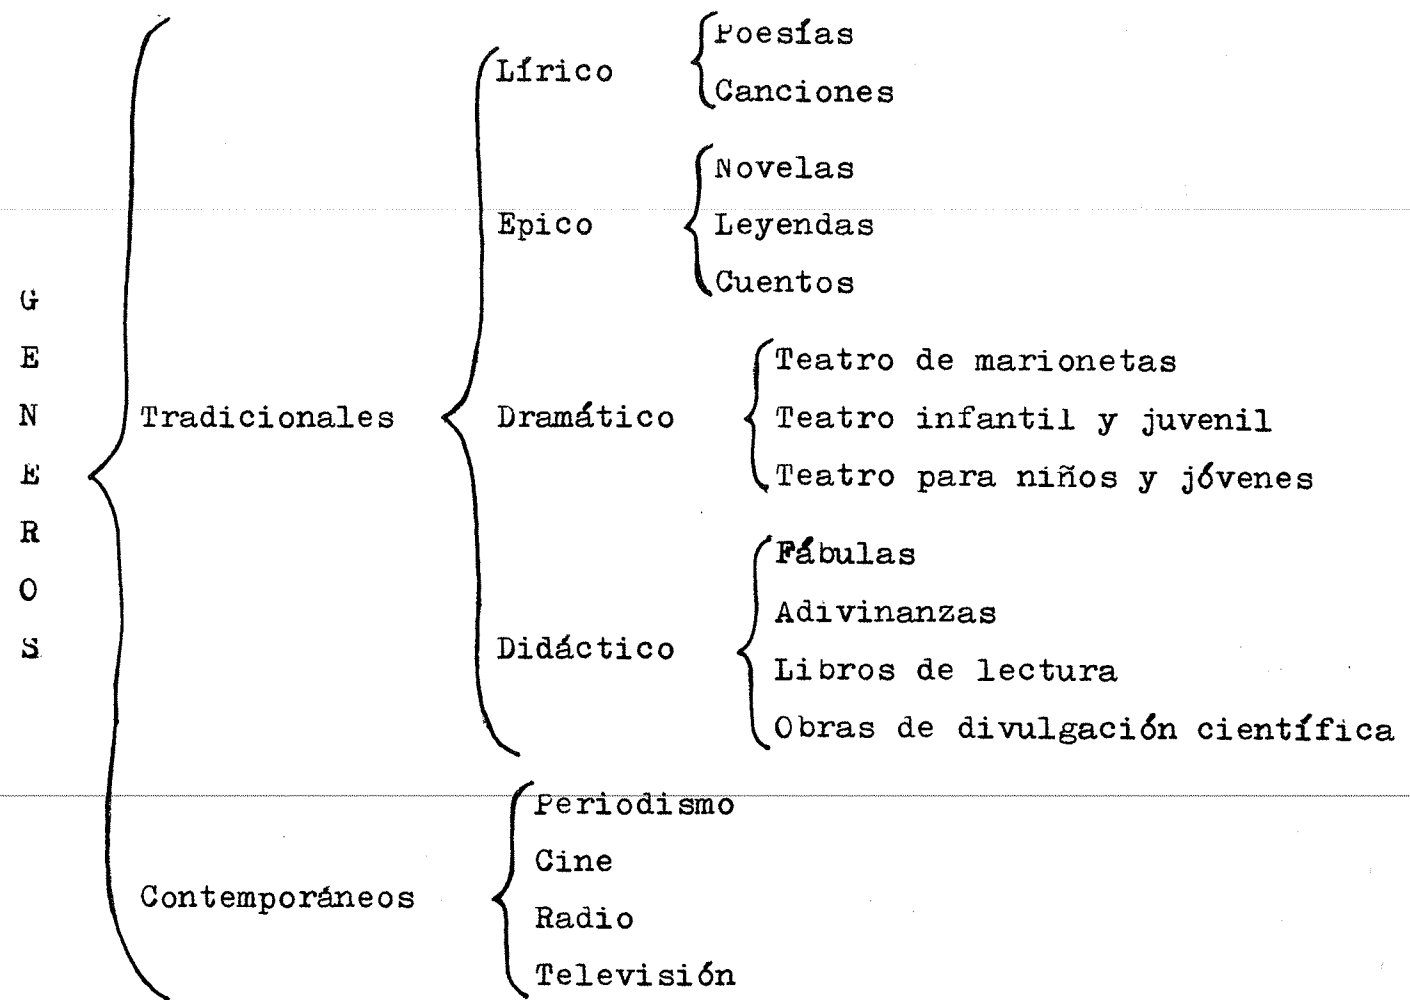 GENEROS
Tradicionales
Lírico
Poesías
Canciones
Epico
Novelas
Leyendas
Cuentos
Dramático
Teatro de marionetas
Teatro infantil y juvenil
Teatro para niños y jóvenes
Didáctico
Fábulas
Adivinanzas
Libros de lectura
Obras de divulgación científica
Contemporáneos
Periodismo
Cine
Radio
Televisión